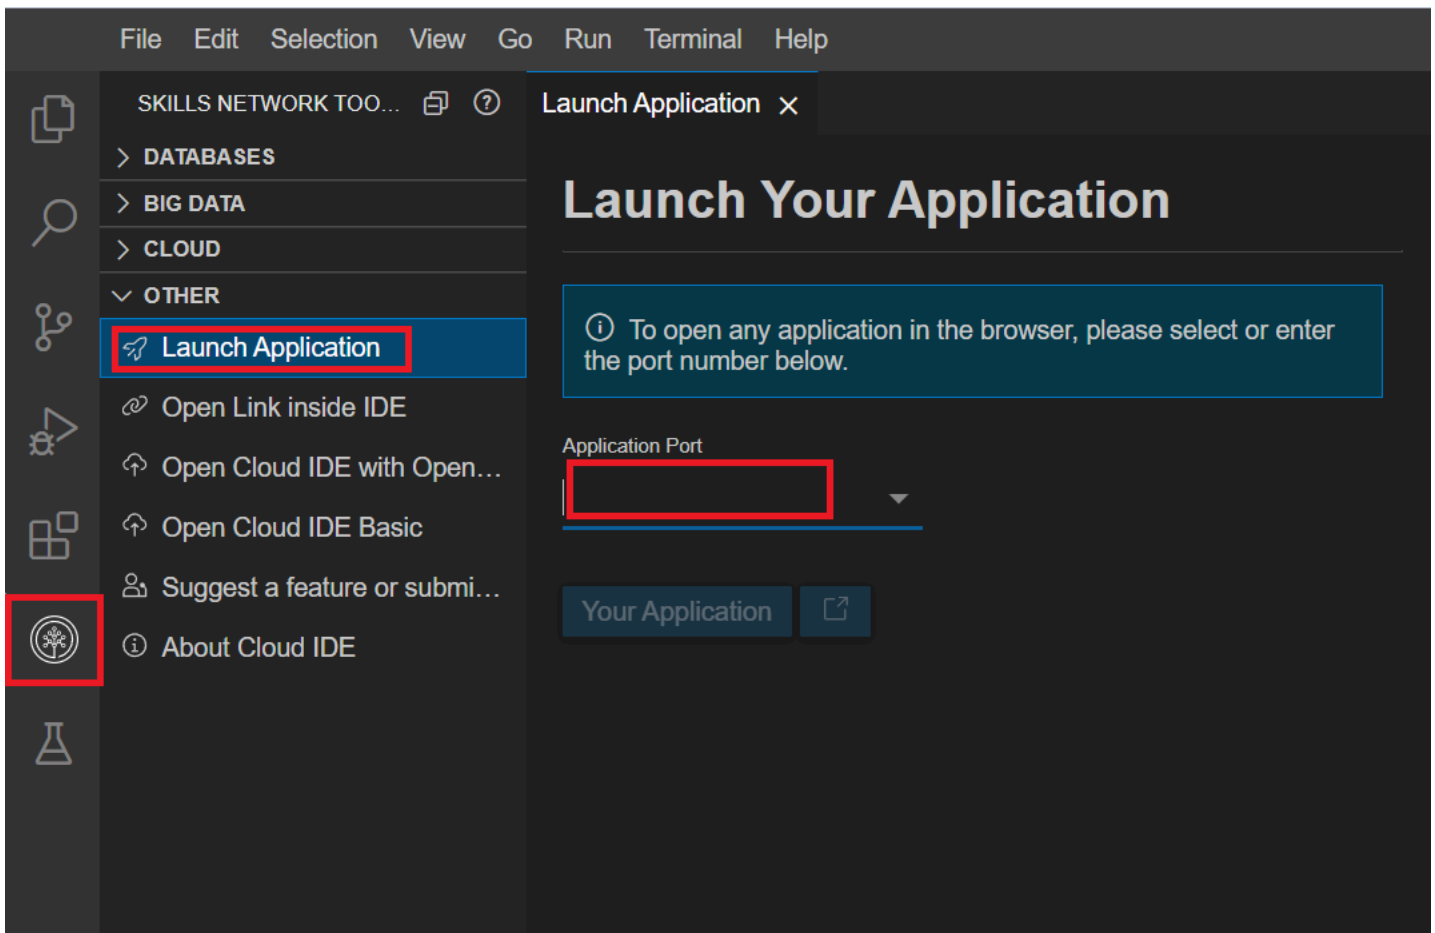 File Edit Selection View Go Run Terminal Help
SKILLS NETWORK TOO...
DATABASES
BIG DATA
CLOUD
OTHER
Launch Application
Open Link inside IDE
Open Cloud IDE with Open...
Open Cloud IDE Basic
Suggest a feature or submi...
About Cloud IDE
Launch Application
Launch Your Application
To open any application in the browser, please select or enter
the port number below.
Application Port
Your Application